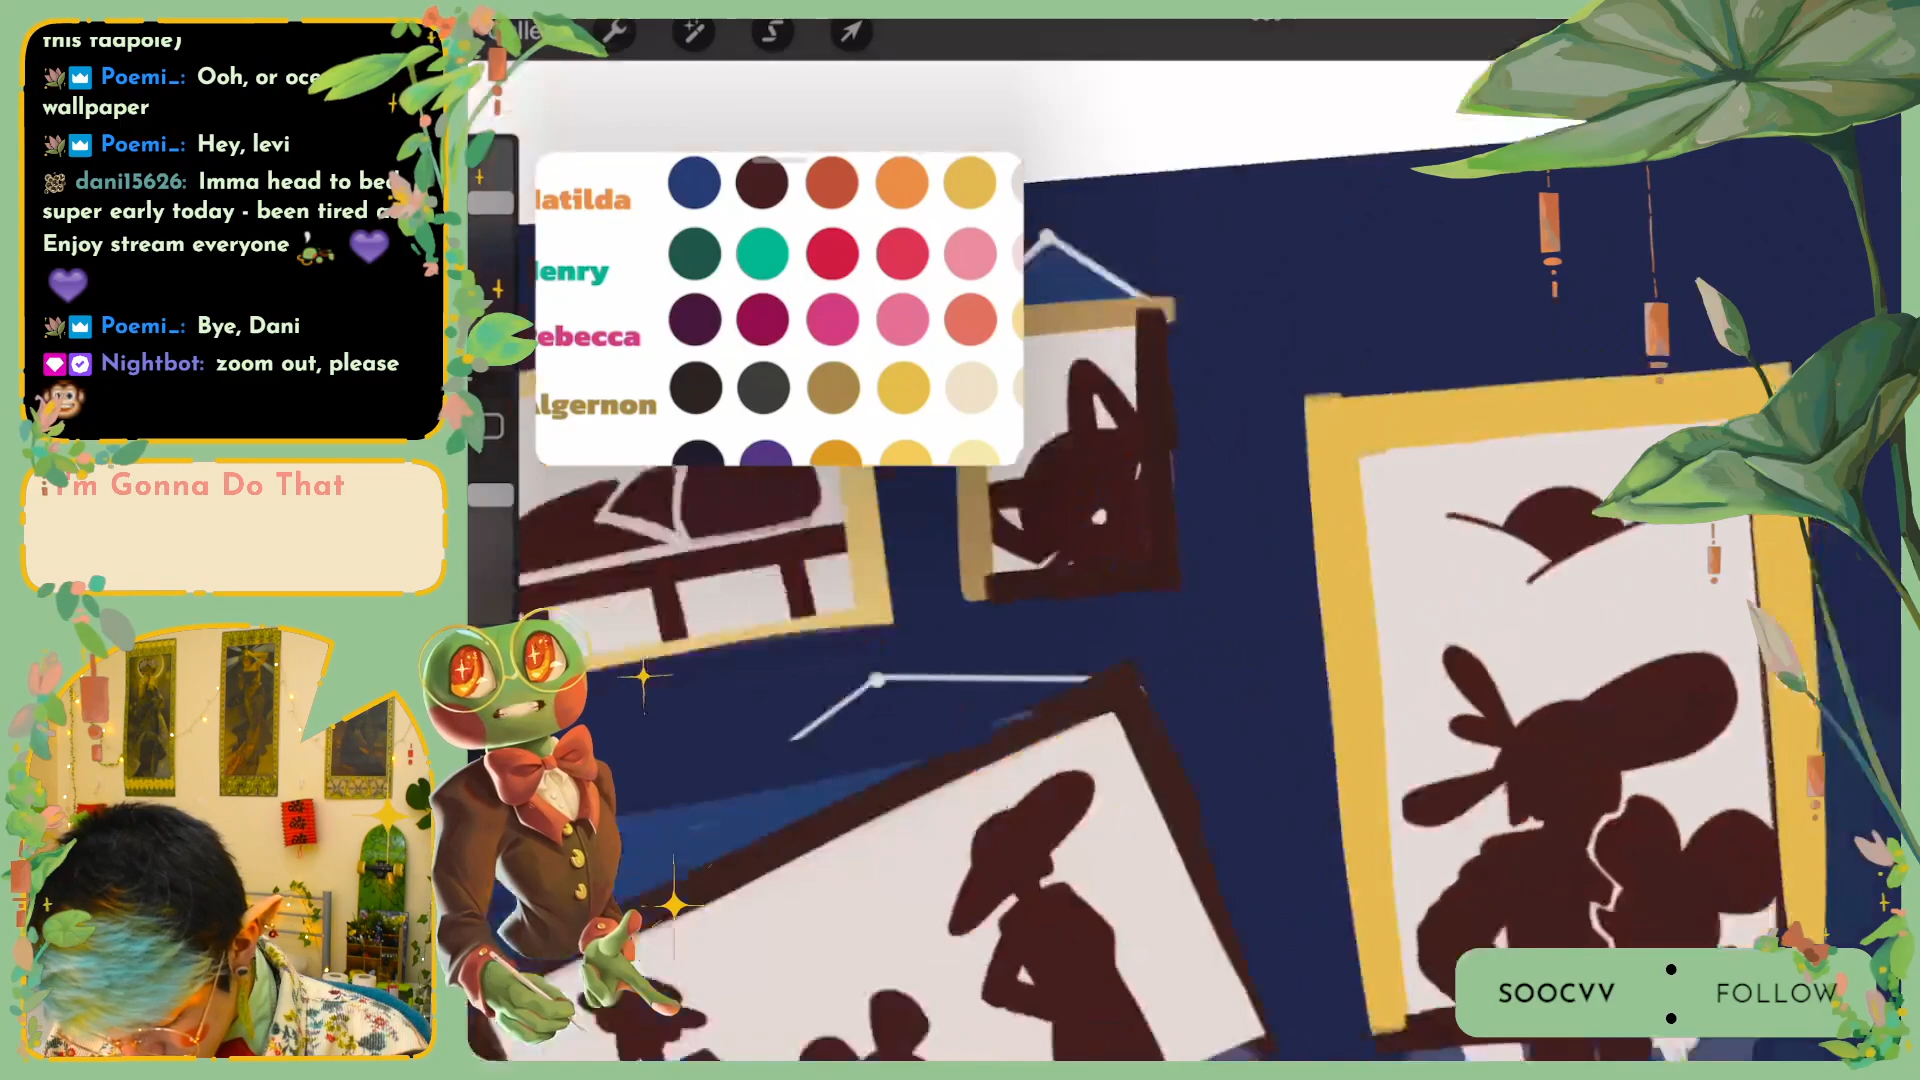 this tadpole)
Poemi_: Ooh, or oce
wallpaper
Poemi_: Hey, levi
dani15626: Imma head to bed
super early today - been tired a
Enjoy stream everyone
Poemi_: Bye, Dani
Nightbot: zoom out, please
I'm Gonna Do That
atilda
enry
ebecca
lgernon
SOOCVV
FOLLOW